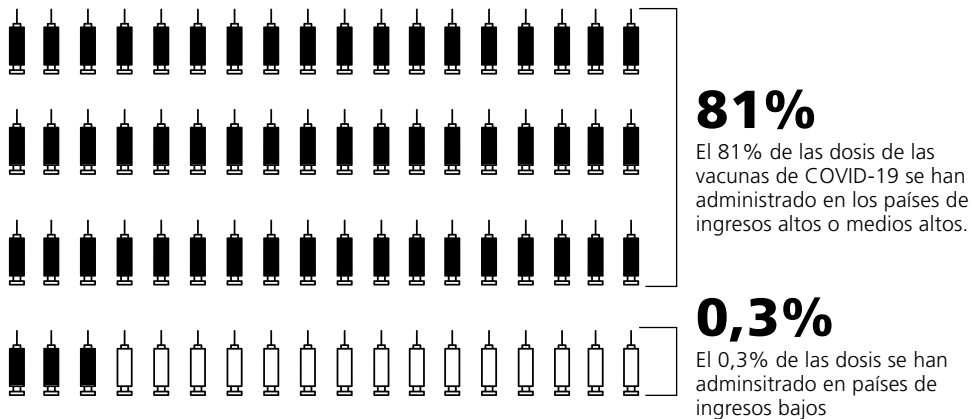 81%
El 81% de las dosis de las
vacunas de COVID-19 se han
administrado en los países de
ingresos altos o medios altos.
0,3%
El 0,3% de las dosis se han
adminsitrado en países de
ingresos bajos